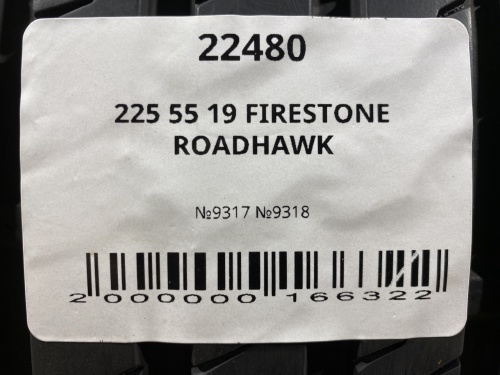 22480
225 55 19 FIRESTONE
ROADHAWK
№9317 №9318
2 000000 166322